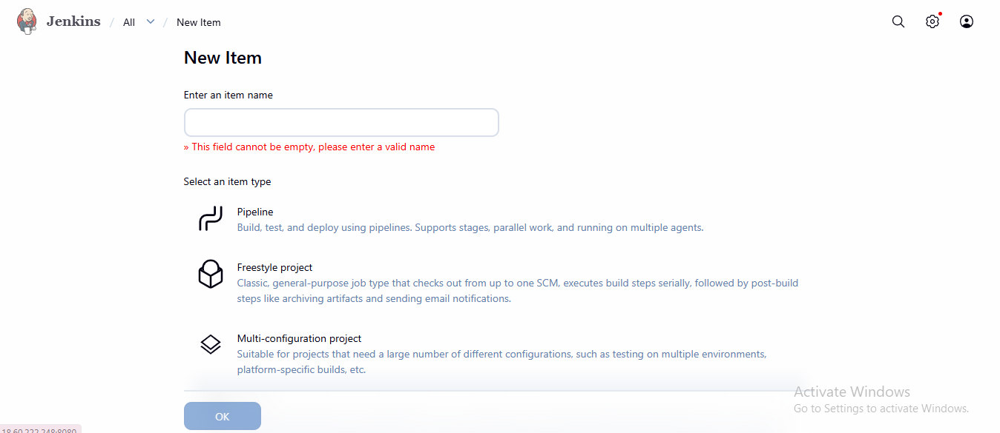 Jenkins / All / New Item
New Item
Enter an item name
» This field cannot be empty, please enter a valid name
Select an item type
Pipeline
Build, test, and deploy using pipelines. Supports stages, parallel work, and running on multiple agents.
Freestyle project
Classic, general-purpose job type that checks out from up to one SCM, executes build steps serially, followed by post-build
steps like archiving artifacts and sending email notifications.
Multi-configuration project
Suitable for projects that need a large number of different configurations, such as testing on multiple environments,
platform-specific builds, etc.
Activate Windows
Go to Settings to activate Windows.
OK
18.60.222.248:8080